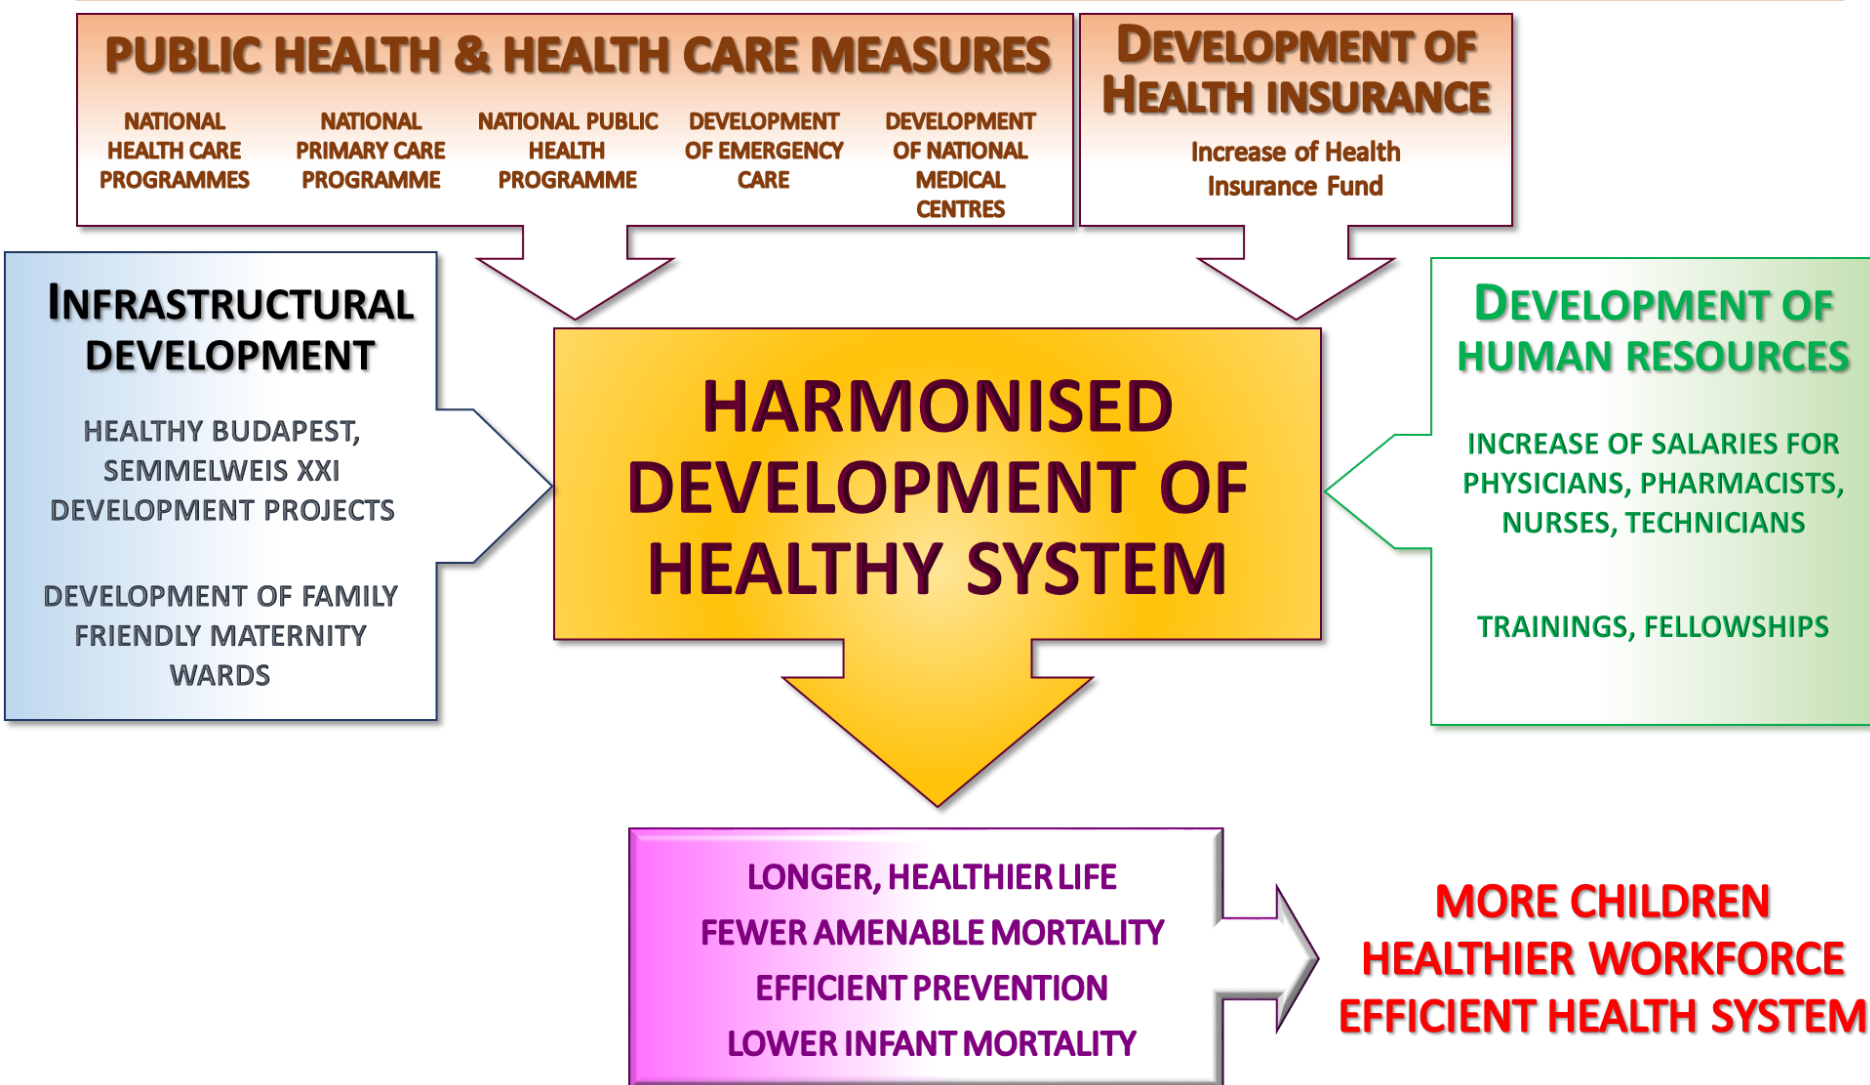 PUBLIC HEALTH & HEALTH CARE MEASURES
NATIONAL
HEALTH CARE
PROGRAMMES
NATIONAL
PRIMARY CARE
PROGRAMME
NATIONAL PUBLIC
HEALTH
PROGRAMME
DEVELOPMENT
OF EMERGENCY
CARE
DEVELOPMENT
OF NATIONAL
MEDICAL
CENTRES
DEVELOPMENT OF
HEALTH INSURANCE
Increase of Health
Insurance Fund
INFRASTRUCTURAL
DEVELOPMENT
HEALTHY BUDAPEST,
SEMMELWEIS XXI
DEVELOPMENT PROJECTS
DEVELOPMENT OF FAMILY
FRIENDLY MATERNITY
WARDS
HARMONISED
DEVELOPMENT OF
HEALTHY SYSTEM
DEVELOPMENT OF
HUMAN RESOURCES
INCREASE OF SALARIES FOR
PHYSICIANS, PHARMACISTS,
NURSES, TECHNICIANS
TRAININGS, FELLOWSHIPS
LONGER, HEALTHIER LIFE
FEWER AMENABLE MORTALITY
EFFICIENT PREVENTION
LOWER INFANT MORTALITY
MORE CHILDREN
HEALTHIER WORKFORCE
EFFICIENT HEALTH SYSTEM